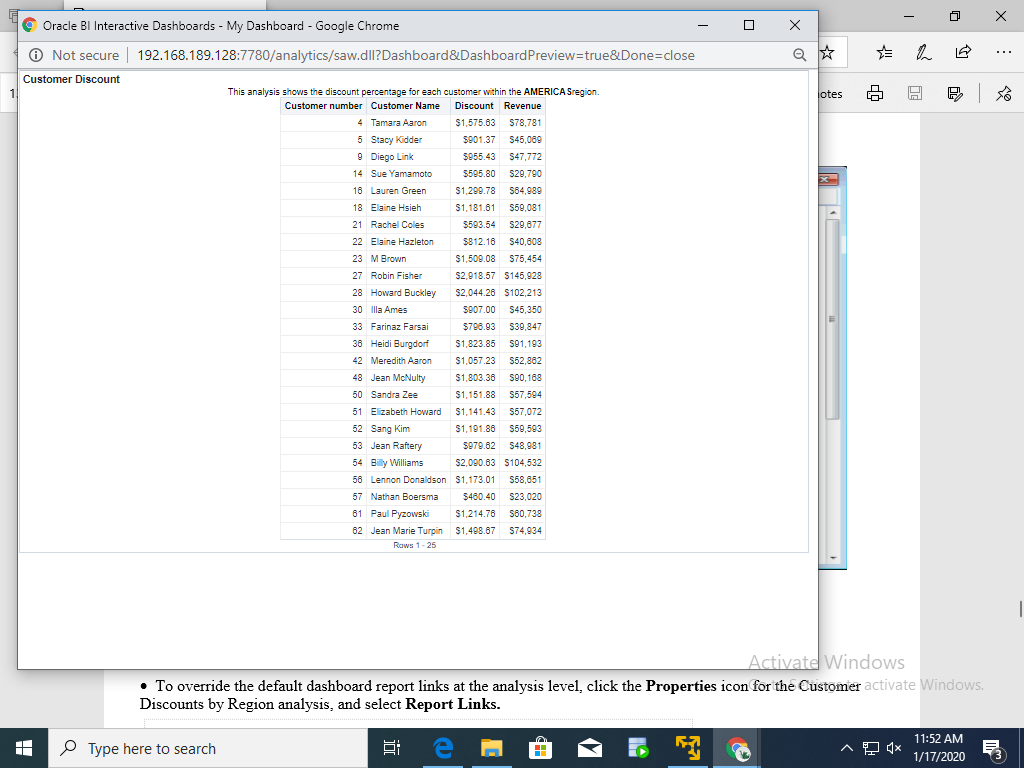 Oracle BI Interactive Dashboards - My Dashboard - Google Chrome
Not secure | 192.168.189.128:7780/analytics/saw.dll?Dashboard&DashboardPreview=true&Done=close
Customer Discount
This analysis shows the discount percentage for each customer within the AMERICASregion.
Customer number Customer Name Discount Revenue
4 Tamara Aaron $1,575.63 $78,781
5 Stacy Kidder $901.37 $45,069
9 Diego Link $955.43 $47,772
14 Sue Yamamoto $595.80 $29,790
16 Lauren Green $1,299.78 $64,989
18 Elaine Hsieh $1,181.61 $59,081
21 Rachel Coles $593.54 $29,677
22 Elaine Hazleton $812.16 $40,608
23 M Brown $1,509.08 $75,454
27 Robin Fisher $2,918.57 $145,928
28 Howard Buckley $2,044.26 $102,213
30 Illa Ames $907.00 $45,350
33 Farinaz Farsai $796.93 $39,847
36 Heidi Burgdorf $1,823.85 $91,193
42 Meredith Aaron $1,057.23 $52,862
48 Jean McNulty $1,803.36 $90,168
50 Sandra Zee $1,151.88 $57,594
51 Elizabeth Howard $1,141.43 $57,072
52 Sang Kim $1,191.86 $59,593
53 Jean Raftery $979.62 $48,981
54 Billy Williams $2,090.63 $104,532
56 Lennon Donaldson $1,173.01 $58,651
57 Nathan Boersma $460.40 $23,020
61 Paul Pyzowski $1,214.76 $60,738
62 Jean Marie Turpin $1,498.67 $74,934
Rows 1 - 25
otes
Activate Windows
Go to Settings to activate Windows.
• To override the default dashboard report links at the analysis level, click the Properties icon for the Customer
Discounts by Region analysis, and select Report Links.
Type here to search
11:52 AM
1/17/2020
3